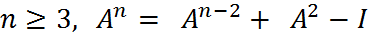 n ≥ 3, Aⁿ = Aⁿ⁻² + A² − I